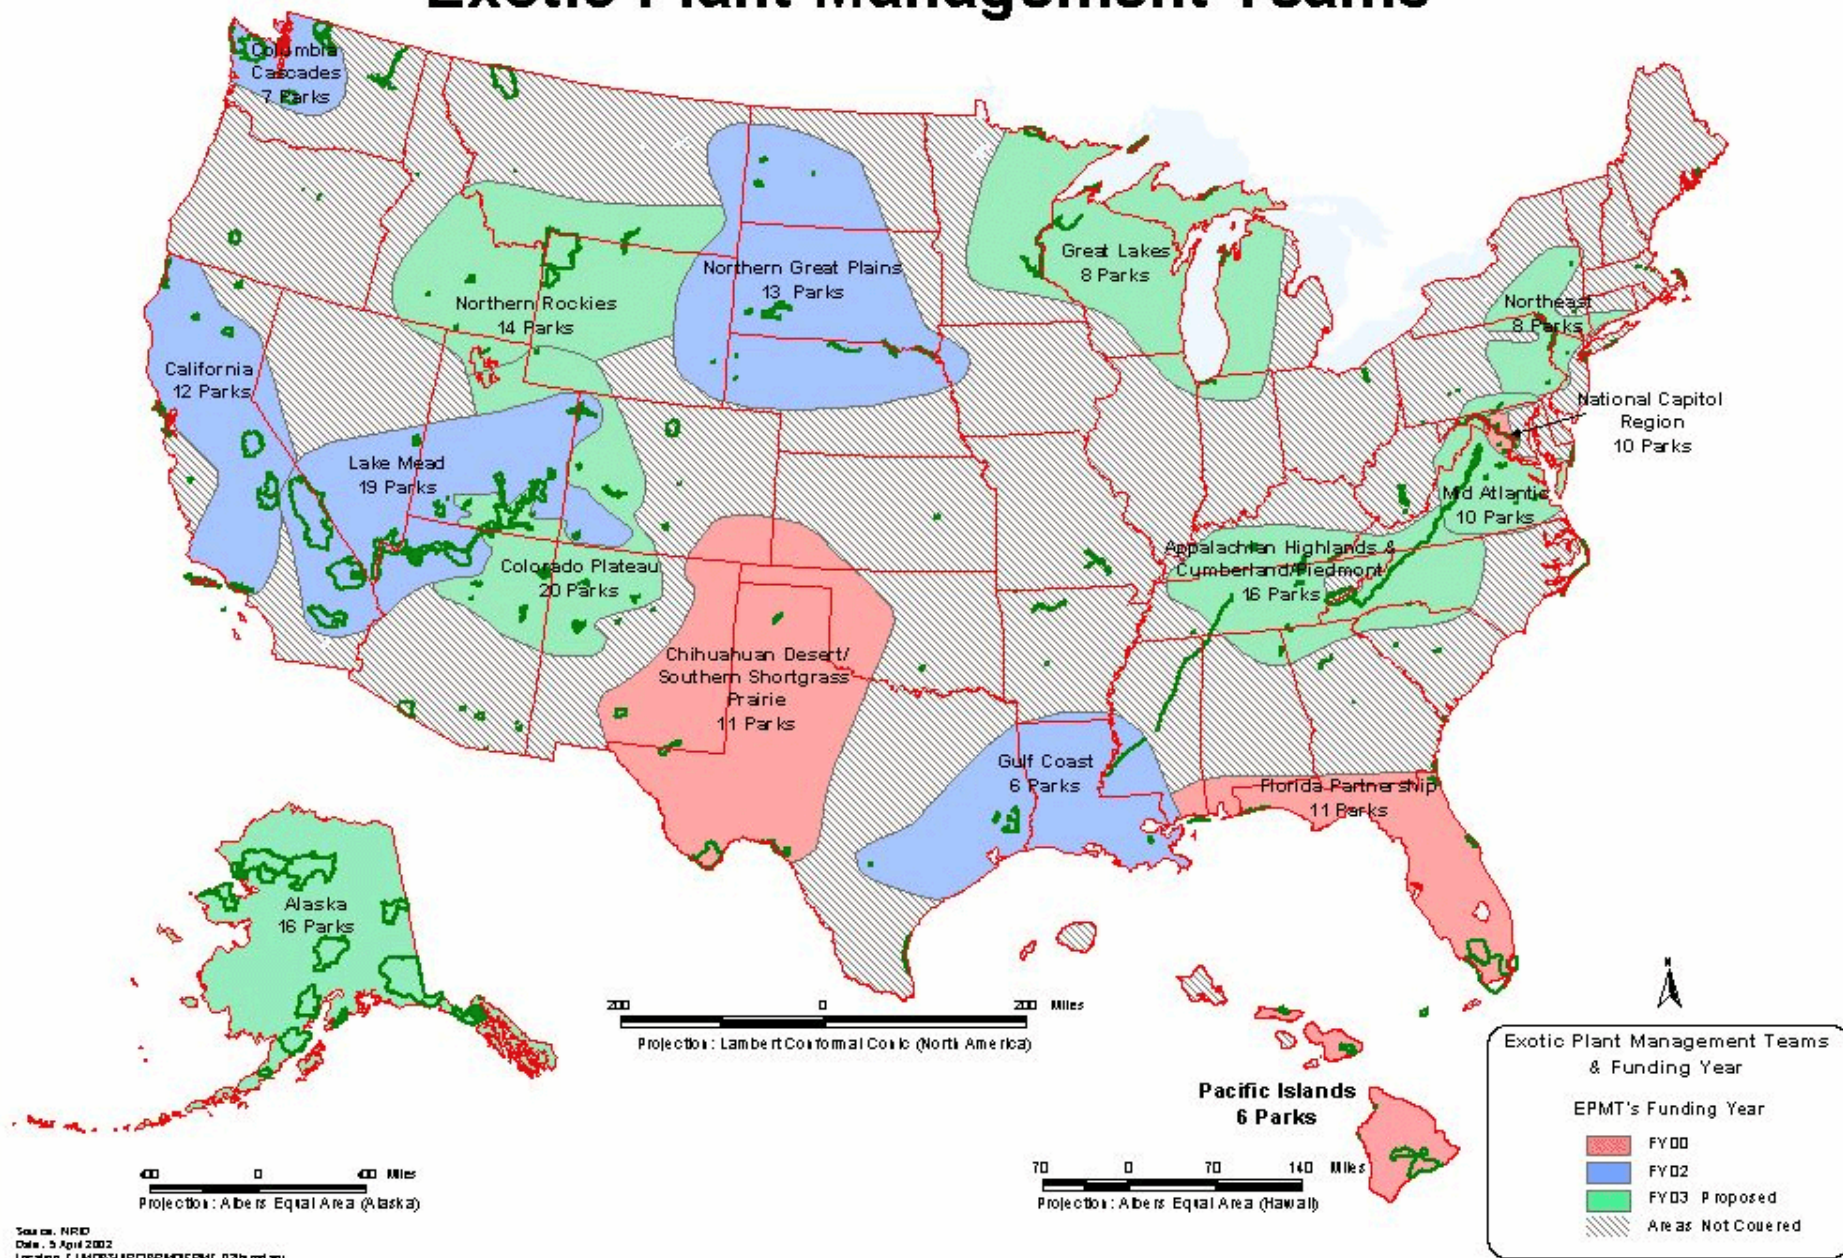 Exotic Plant Management Teams
Columbia
Cascades
7 Parks
Northern Rockies
14 Parks
Northern Great Plains
13 Parks
Great Lakes
8 Parks
Northeast
8 Parks
National Capitol
Region
10 Parks
California
12 Parks
Lake Mead
19 Parks
Mid Atlantic
10 Parks
Appalachian Highlands &
Cumberland/Piedmont
16 Parks
Colorado Plateau
20 Parks
Chihuahuan Desert/
Southern Shortgrass
Prairie
11 Parks
Gulf Coast
6 Parks
Florida Partnership
11 Parks
Alaska
16 Parks
N
200 0 200 Miles
Projection: Lambert Conformal Conic (North America)
Pacific Islands
6 Parks
400 0 400 Miles
Projection: Albers Equal Area (Alaska)
70 0 70 140 Miles
Projection: Albers Equal Area (Hawaii)
Exotic Plant Management Teams
& Funding Year
EPMT's Funding Year
FY00
FY02
FY03 Proposed
Areas Not Covered
Date: 5 April 2002